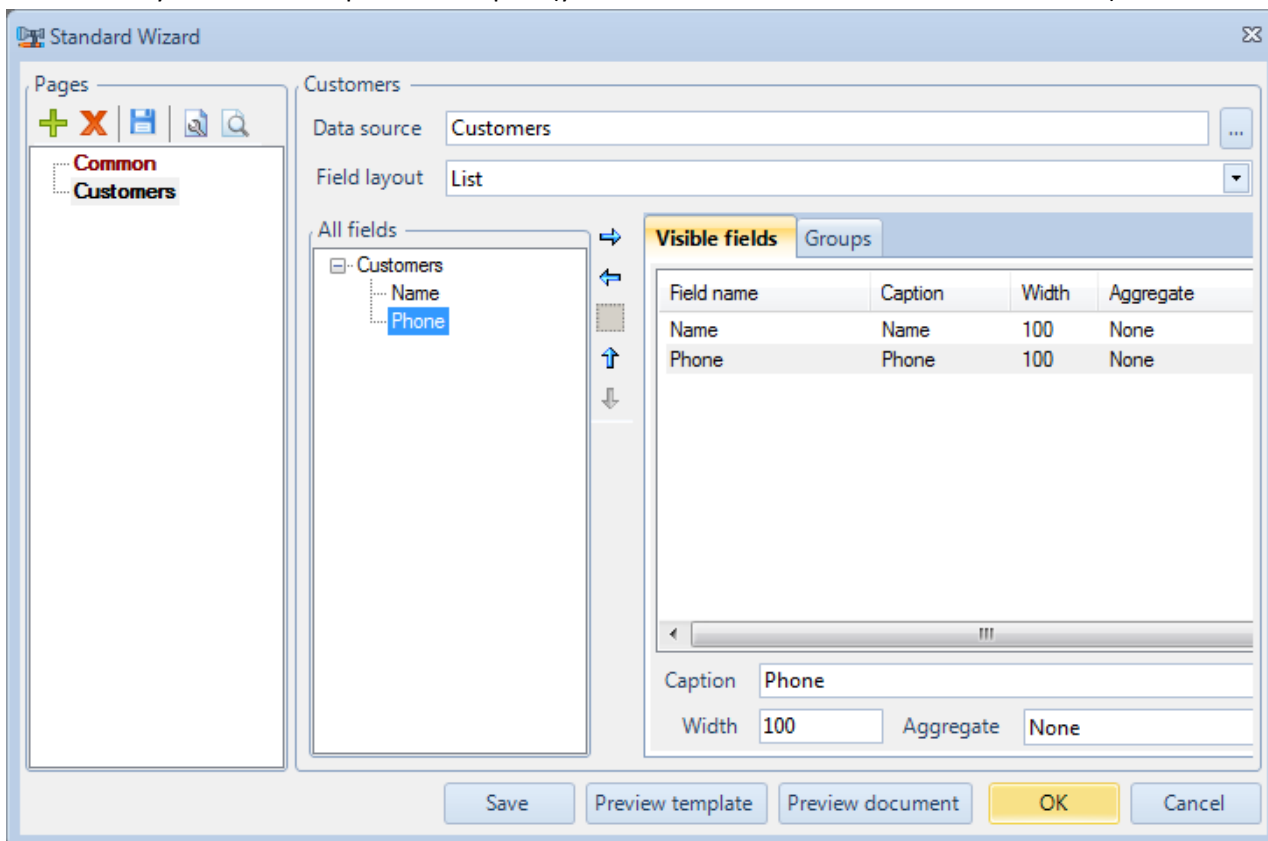 Standard Wizard
Pages
Common
Customers
Customers
Data source Customers ...
Field layout List
All fields
Customers
Name
Phone
Visible fields Groups
Field name Caption Width Aggregate
Name Name 100 None
Phone Phone 100 None
Caption Phone
Width 100 Aggregate None
Save Preview template Preview document OK Cancel